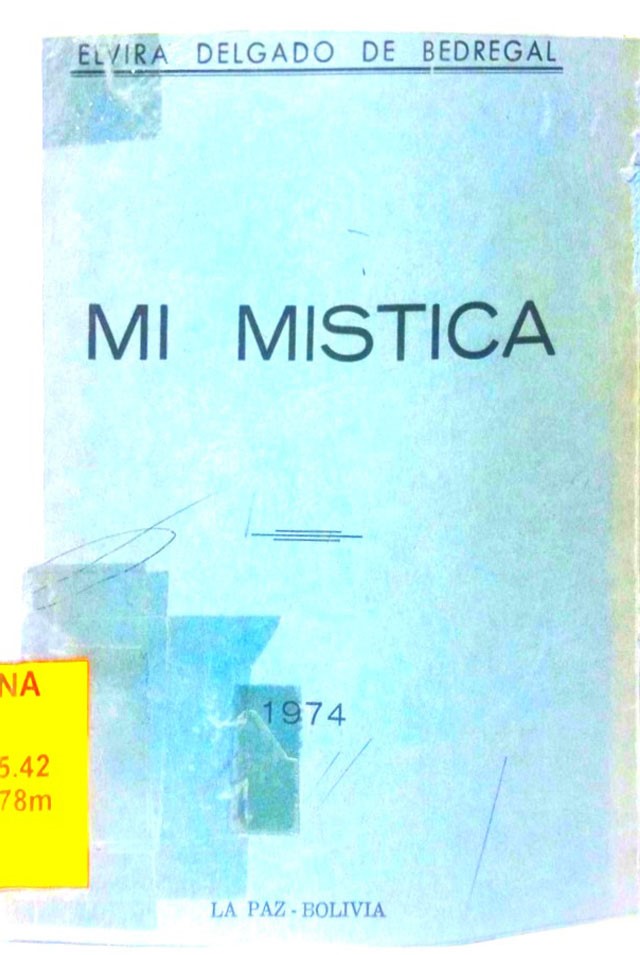 ELVIRA DELGADO DE BEDREGAL
MI MISTICA
1974
NA
5.42
78m
LA PAZ - BOLIVIA